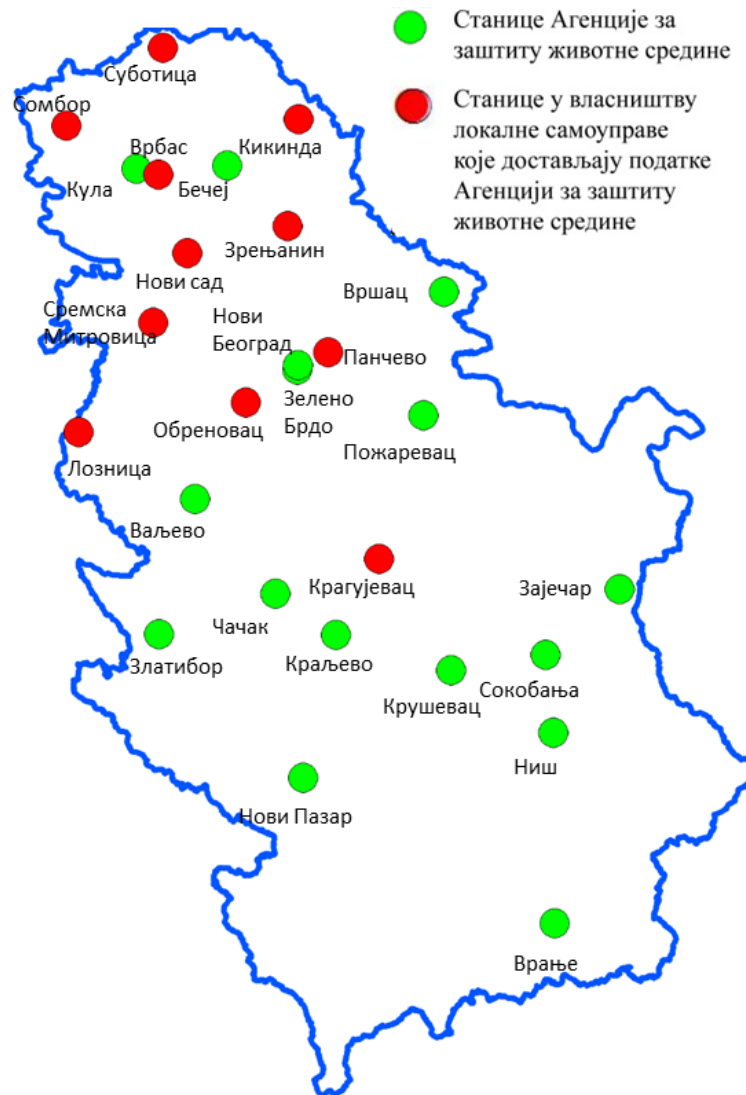 Станице Агенције за
заштиту животне средине
Станице у власништву
локалне самоуправе
које достављају податке
Агенцији за заштиту
животне средине
Суботица
Сомбор
Врбас
Кикинда
Кула
Бечеј
Зрењанин
Нови сад
Вршац
Сремска
Митровица
Нови
Београд
Панчево
Зелено
Брдо
Обреновац
Пожаревац
Лозница
Ваљево
Крагујевац
Зајечар
Чачак
Златибор
Краљево
Сокобања
Крушевац
Ниш
Нови Пазар
Врање